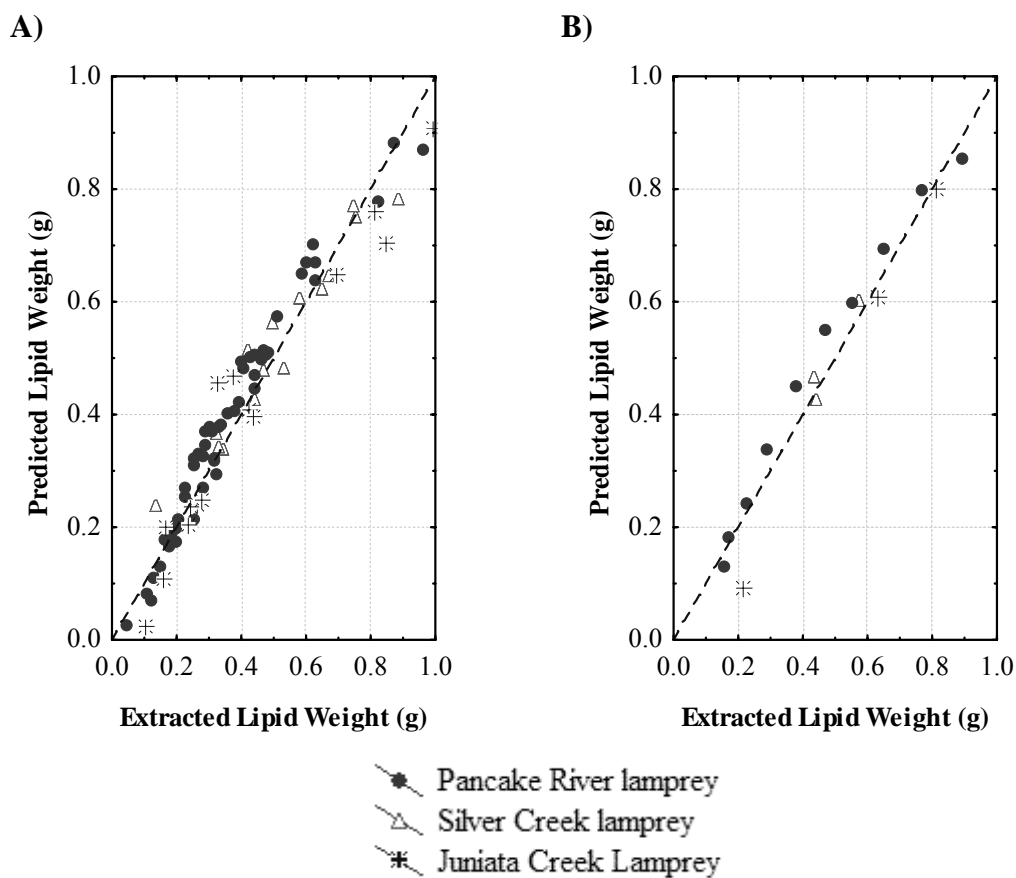 A)
B)
1.0
0.8
0.6
0.4
0.2
0.0
Predicted Lipid Weight (g)
0.0 0.2 0.4 0.6 0.8 1.0
Extracted Lipid Weight (g)
1.0
0.8
0.6
0.4
0.2
0.0
Predicted Lipid Weight (g)
0.0 0.2 0.4 0.6 0.8 1.0
Extracted Lipid Weight (g)
Pancake River lamprey
Silver Creek lamprey
Juniata Creek Lamprey